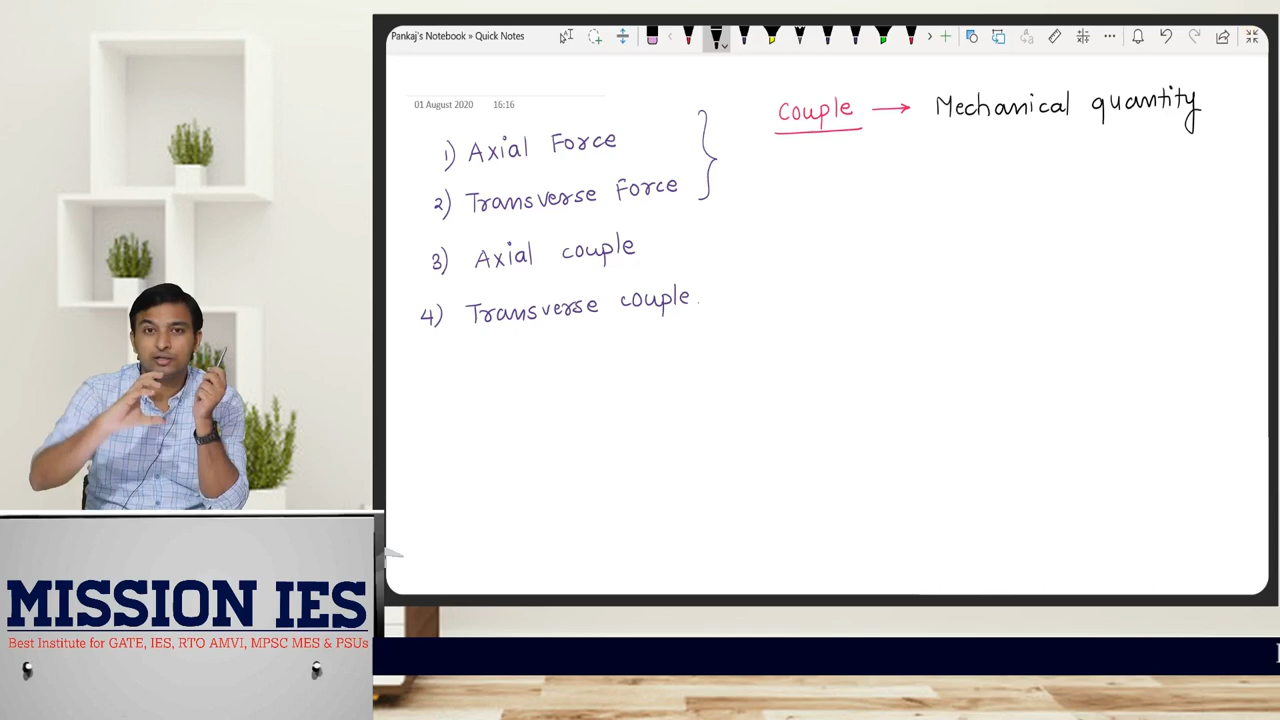 Pankaj's Notebook » Quick Notes
01 August 2020 16:16
couple → Mechanical quantity
1) Axial Force
2) Transverse Force
3) Axial couple
4) Transverse couple.
MISSION IES
Best Institute for GATE, IES, RTO AMVI, MPSC MES & PSUs